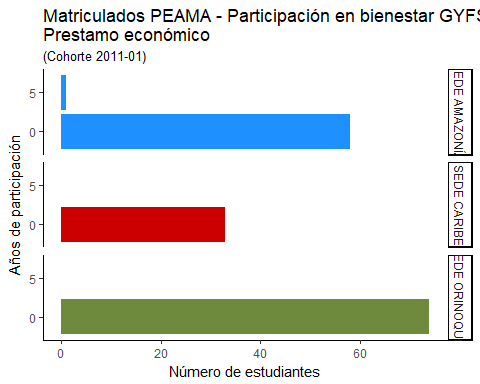 Matriculados PEAMA - Participación en bienestar GYFS
Prestamo económico
(Cohorte 2011-01)
Años de participación
5
0
EDE AMAZONÍ
5
0
SEDE CARIBE
5
0
EDE ORINOQU
0
20
40
60
Número de estudiantes